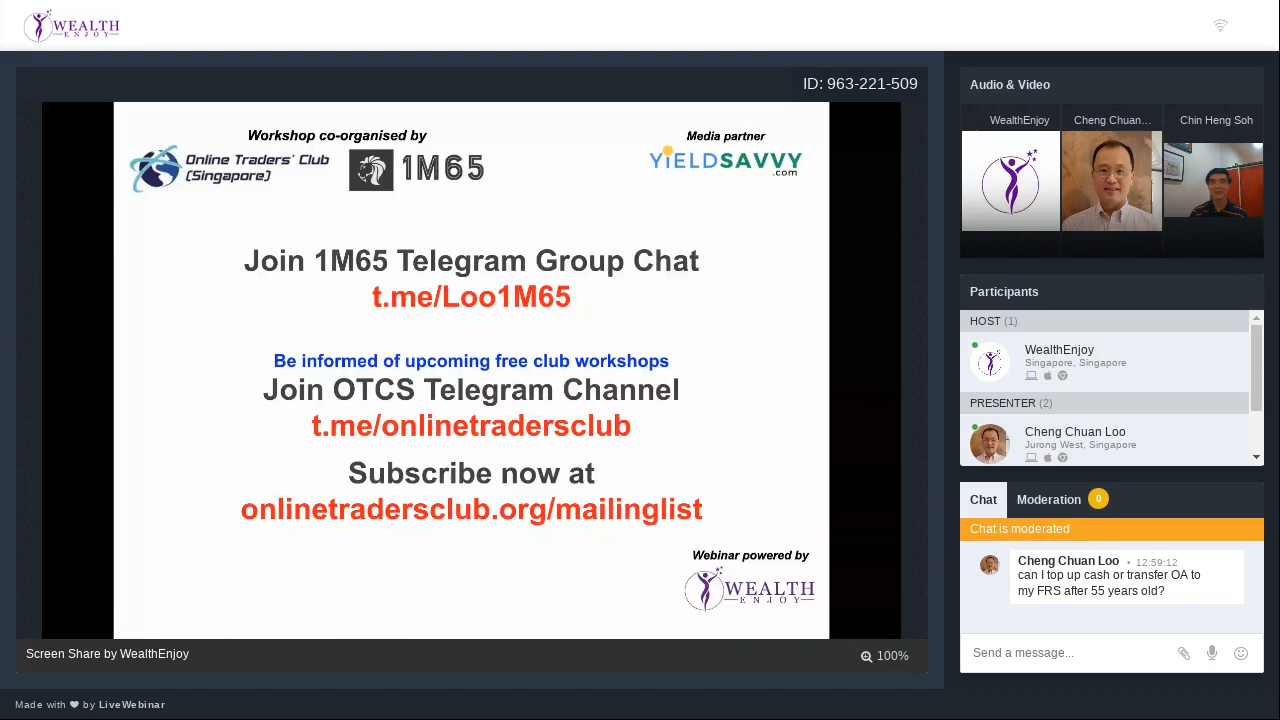 WEALTH
ENJOY
ID: 963-221-509
Workshop co-organised by
Media partner
Online Traders' Club
(Singapore)
1M65
YIELDSAVVY
.com
Join 1M65 Telegram Group Chat
t.me/Loo1M65
Be informed of upcoming free club workshops
Join OTCS Telegram Channel
t.me/onlinetradersclub
Subscribe now at
onlinetradersclub.org/mailinglist
Webinar powered by
WEALTH
ENJOY
Screen Share by WealthEnjoy
100%
Audio & Video
WealthEnjoy
Cheng Chuan...
Chin Heng Soh
Participants
HOST (1)
WealthEnjoy
Singapore, Singapore
PRESENTER (2)
Cheng Chuan Loo
Jurong West, Singapore
Chat
Moderation 0
Chat is moderated
Cheng Chuan Loo • 12:59:12
can I top up cash or transfer OA to
my FRS after 55 years old?
Send a message...
Made with ❤ by LiveWebinar